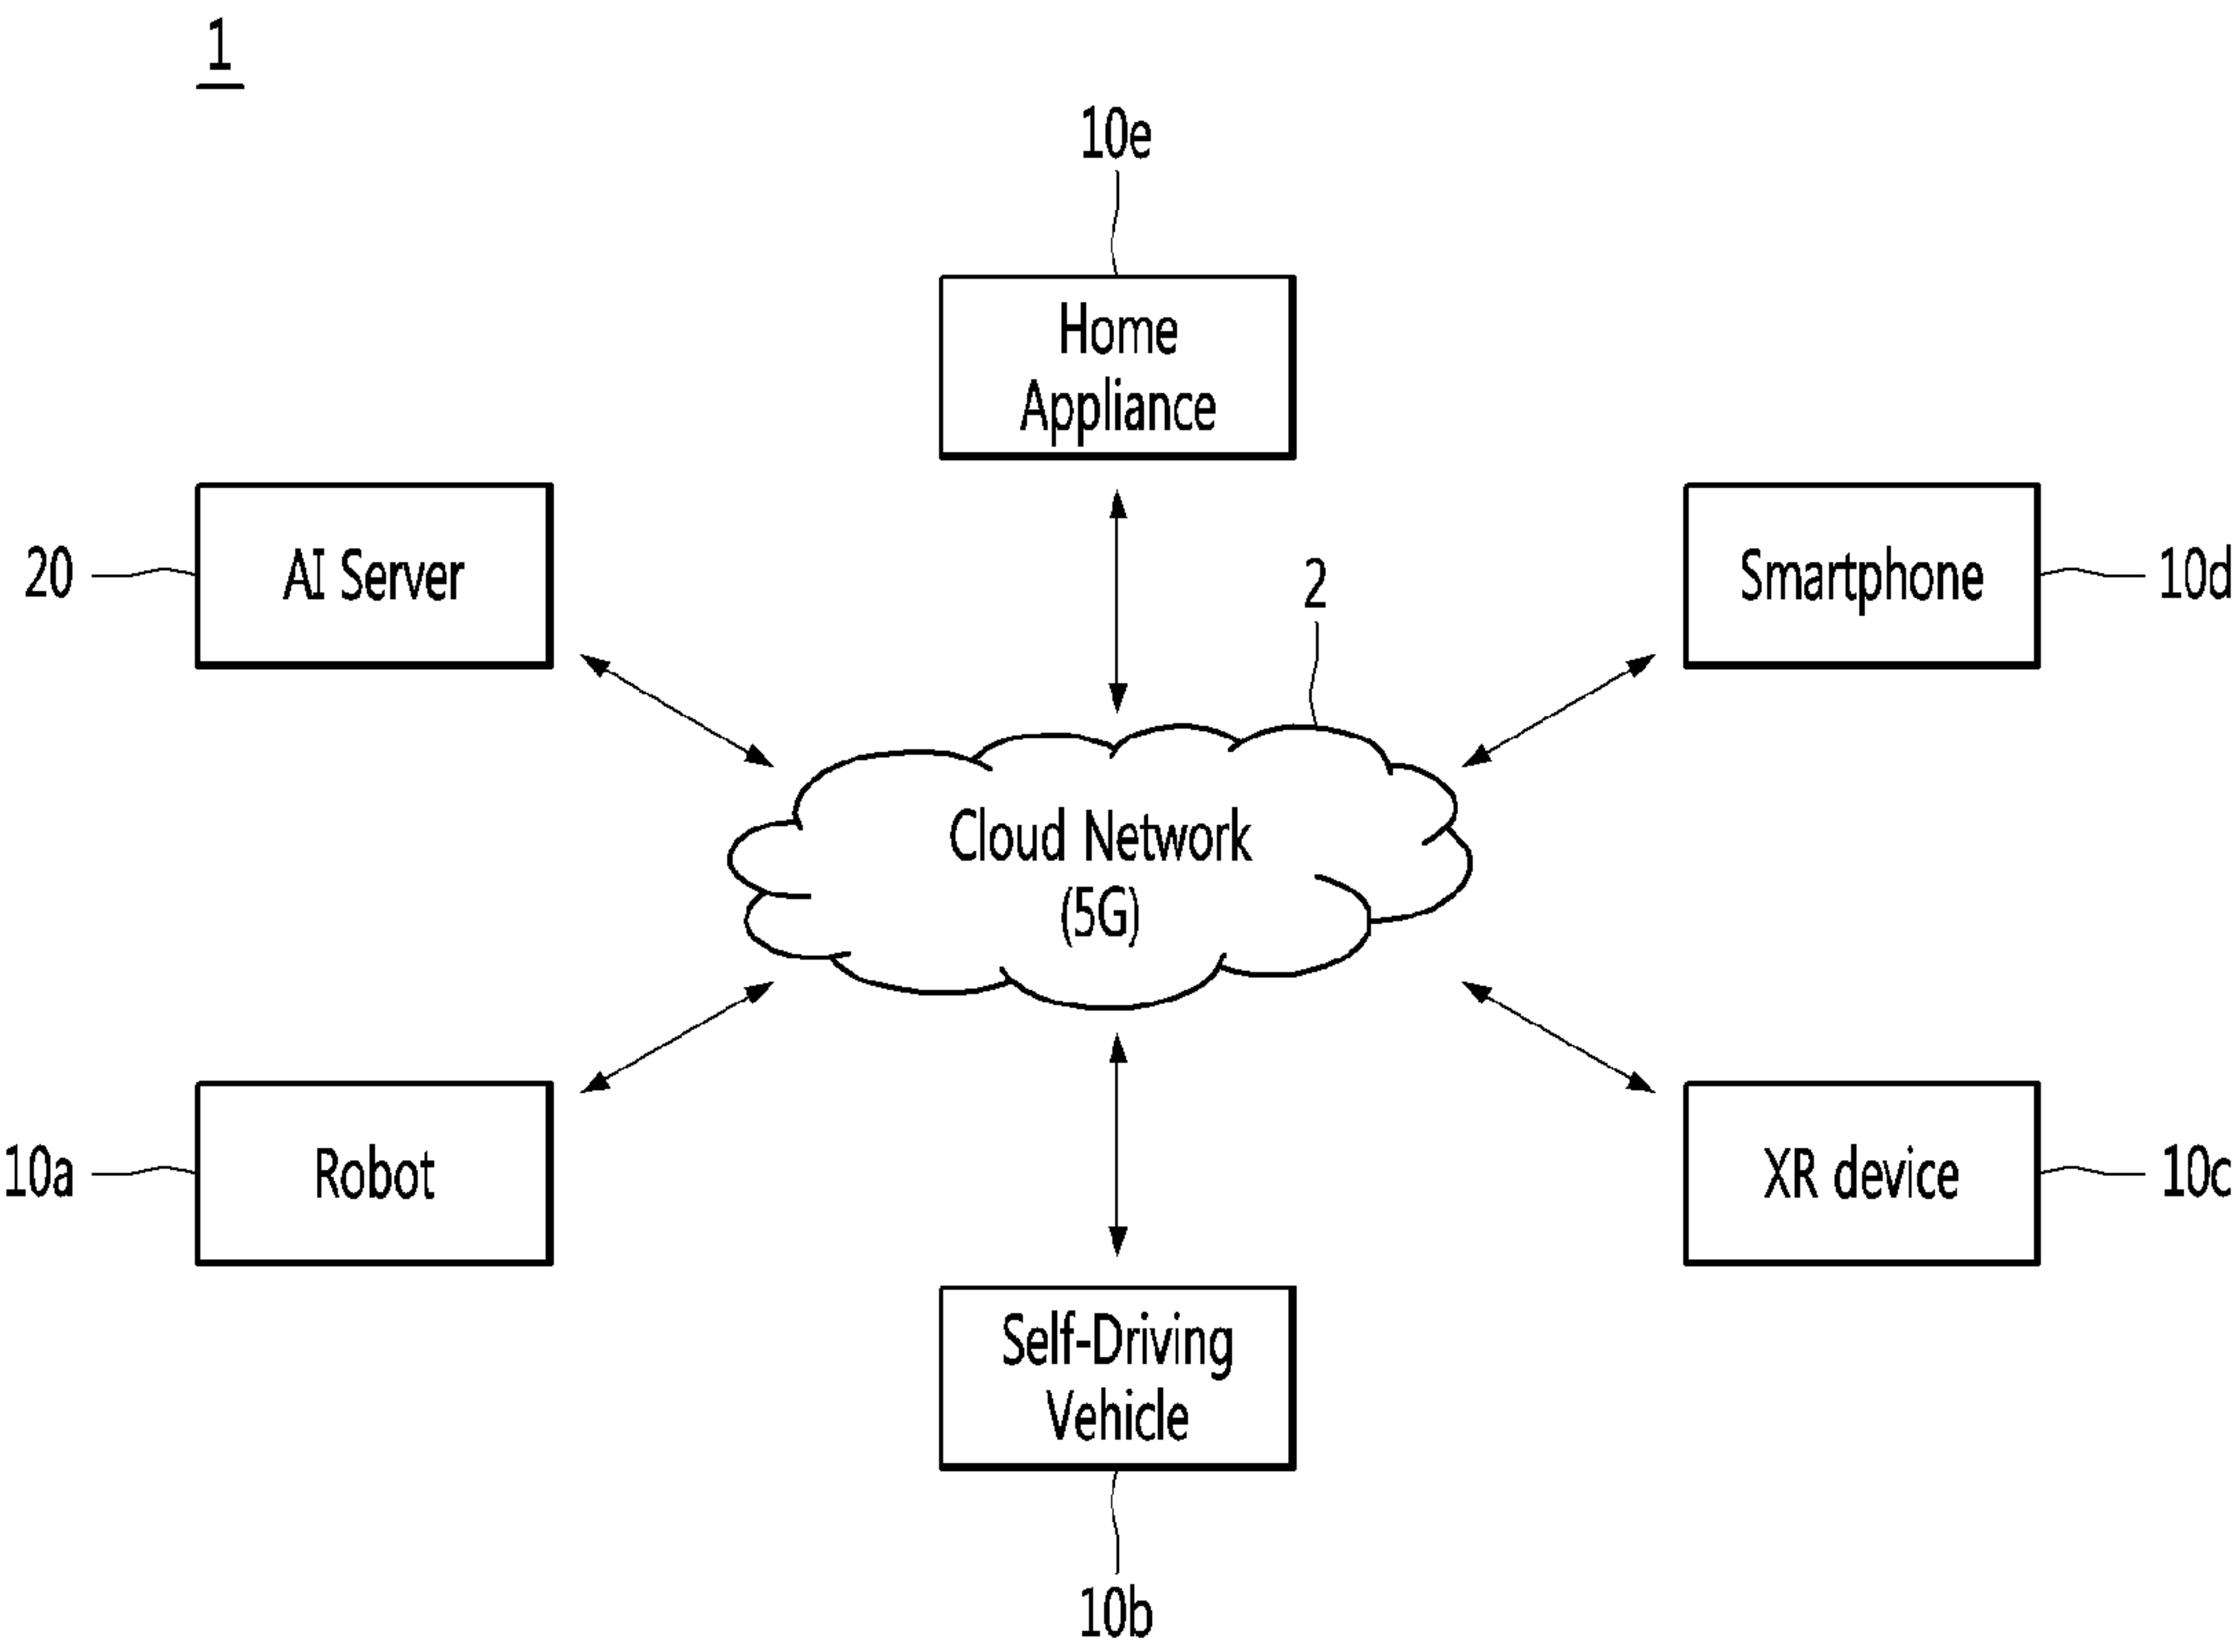 1
10e
Home
Appliance
20
AI Server
Smartphone
10d
2
Cloud Network
(5G)
10a
Robot
XR device
10c
Self-Driving
Vehicle
10b